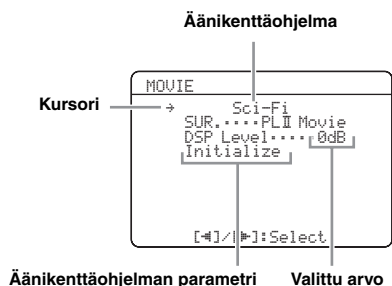 Äänikenttäohjelma
MOVIE
Kursori
→ Sci-Fi
SUR.····PLⅡ Movie
DSP Level····0dB
Initialize
[◀]/[▶]:Select
Äänikenttäohjelman parametri
Valittu arvo